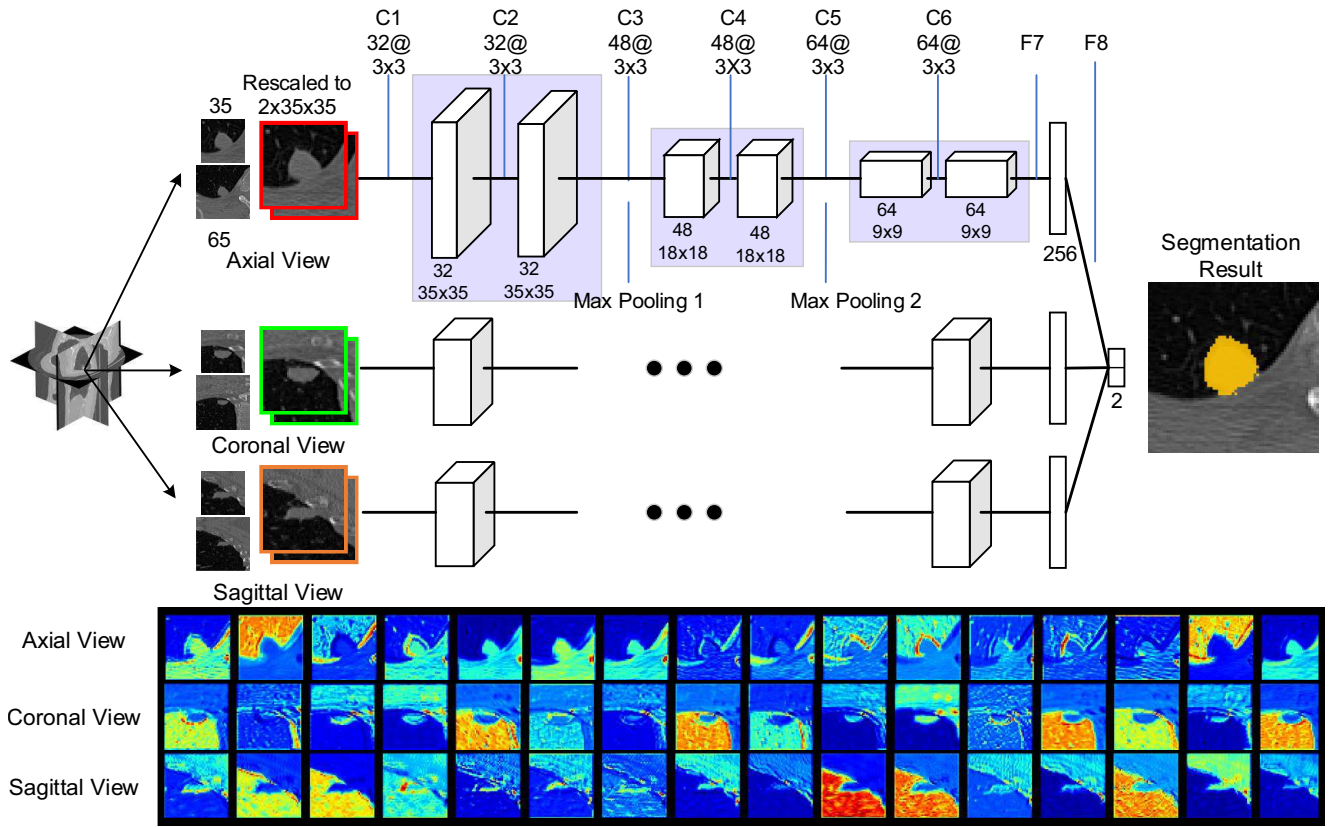 C1
32@
3x3
C2
32@
3x3
C3
48@
3x3
C4
48@
3X3
C5
64@
3x3
C6
64@
3x3
F7
F8
35
Rescaled to
2x35x35
65
Axial View
32
35x35
32
35x35
48
18x18
48
18x18
64
9x9
64
9x9
256
Max Pooling 1
Max Pooling 2
Segmentation
Result
Coronal View
2
Sagittal View
Axial View
Coronal View
Sagittal View